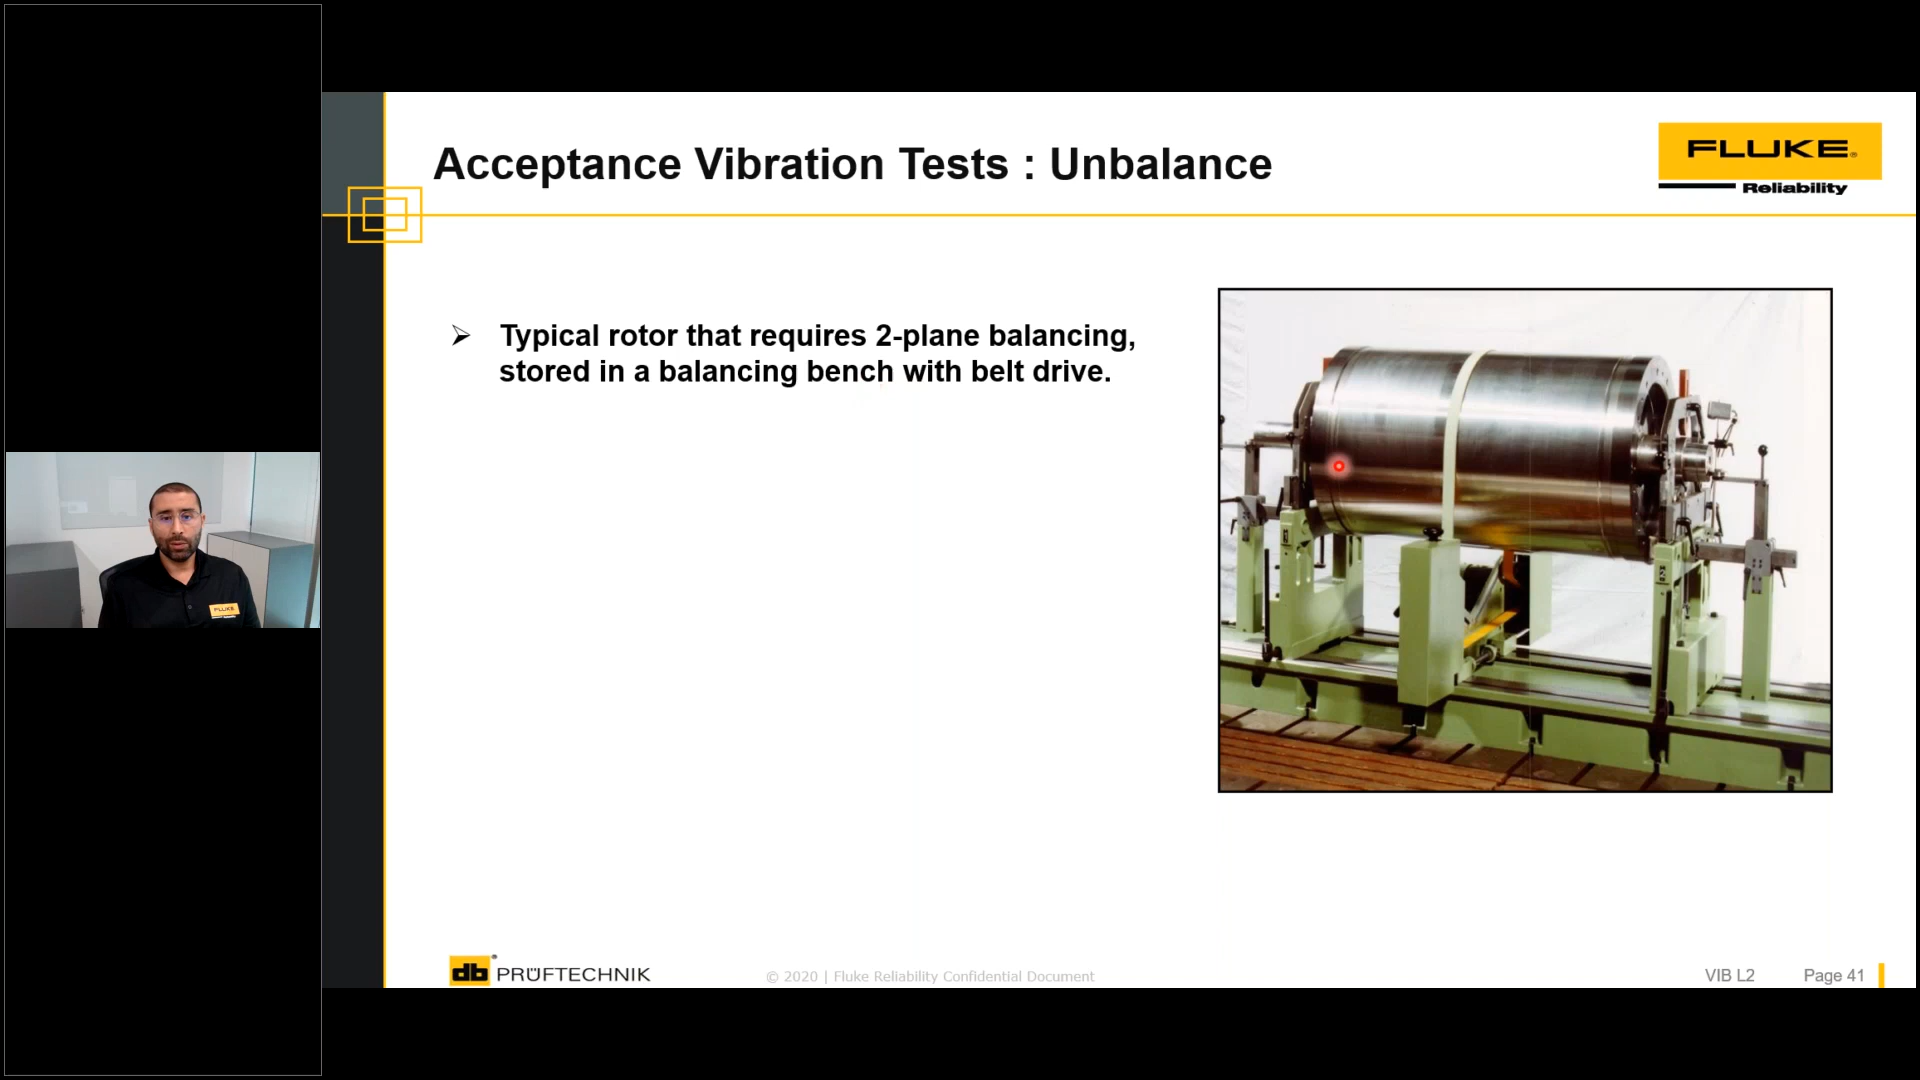 Acceptance Vibration Tests : Unbalance
FLUKE®
Reliability
➢ Typical rotor that requires 2-plane balancing,
stored in a balancing bench with belt drive.
FLUKE
db® PRÜFTECHNIK
© 2020 | Fluke Reliability Confidential Document
VIB L2
Page 41